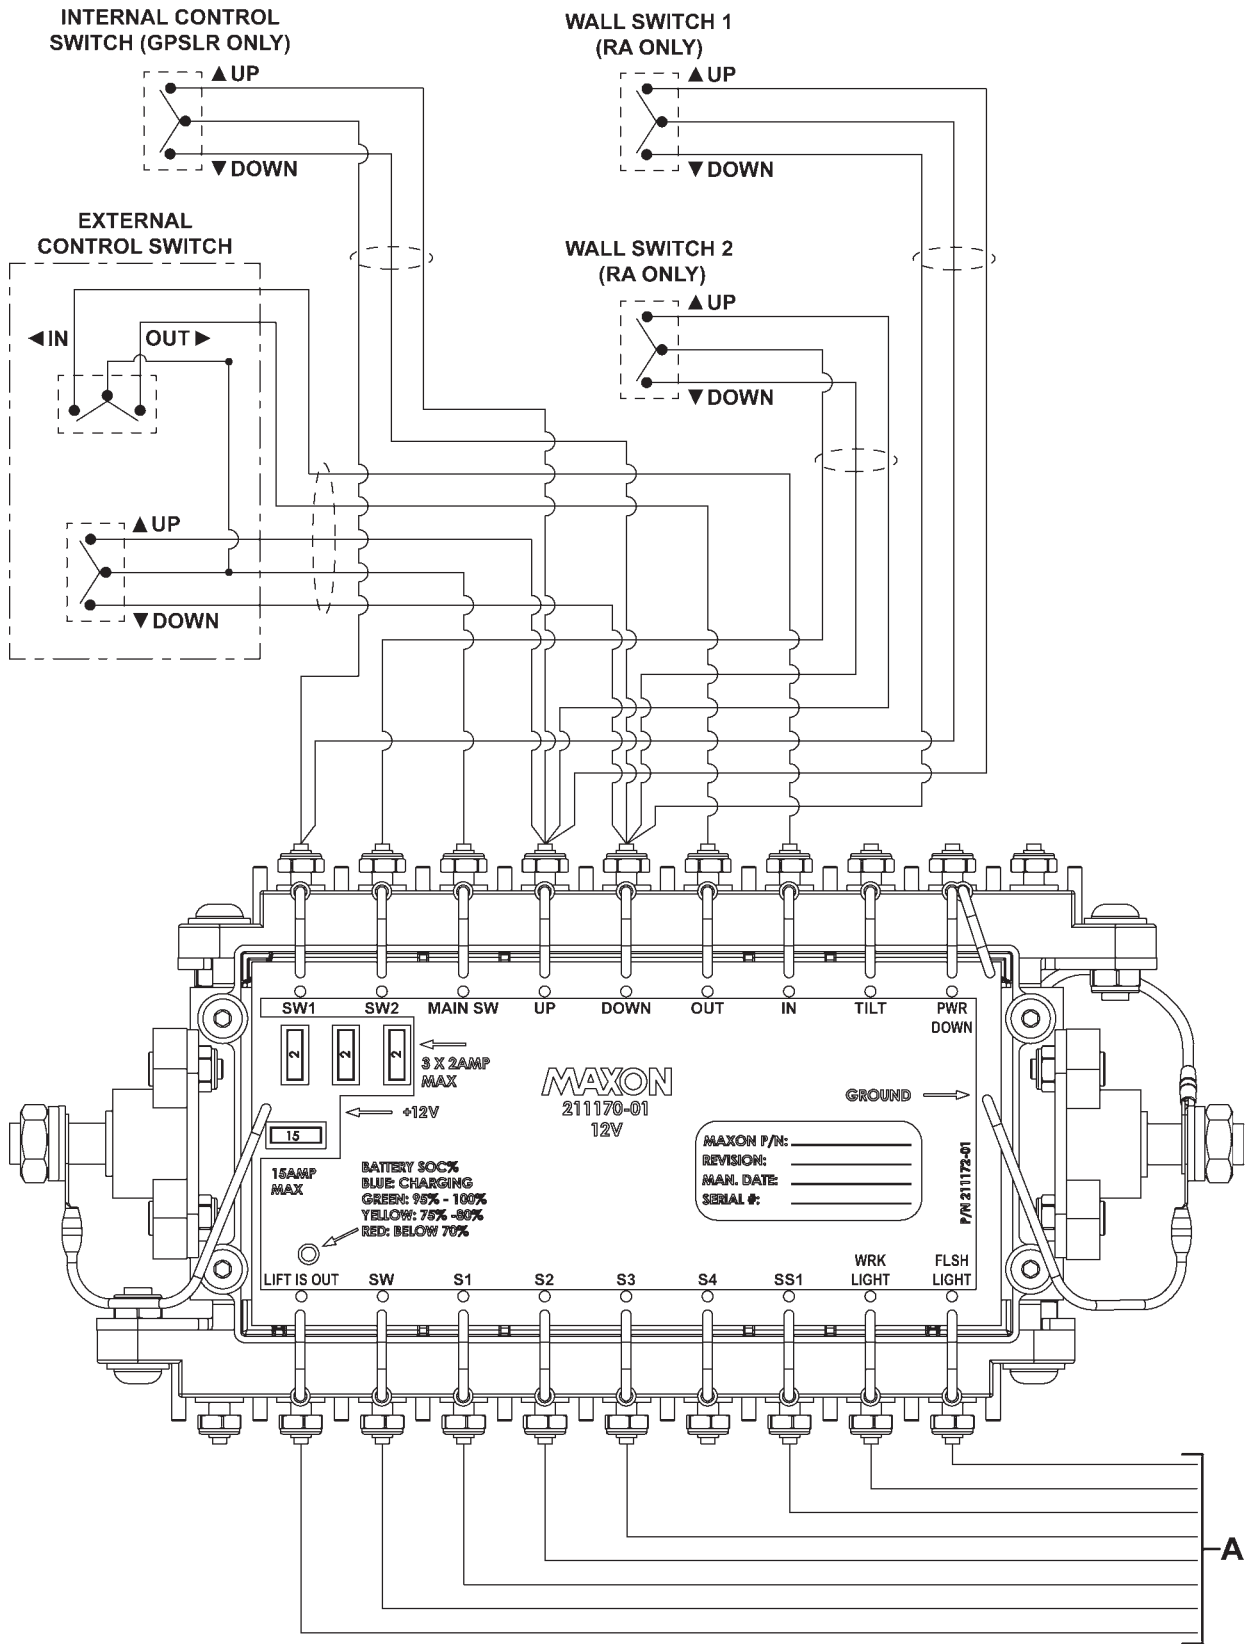 INTERNAL CONTROL
SWITCH (GPSLR ONLY)
▲UP
▼DOWN
WALL SWITCH 1
(RA ONLY)
▲UP
▼DOWN
EXTERNAL
CONTROL SWITCH
◄IN
OUT►
▲UP
▼DOWN
WALL SWITCH 2
(RA ONLY)
▲UP
▼DOWN
SW1
SW2
MAIN SW
UP
DOWN
OUT
IN
TILT
PWR
DOWN
2
2
2
3 X 2AMP
MAX
+12V
15
15AMP
MAX
MAXON
211170-01
12V
GROUND
BATTERY SOC%
BLUE: CHARGING
GREEN: 95% - 100%
YELLOW: 75% -80%
RED: BELOW 70%
MAXON P/N:
REVISION:
MAN. DATE:
SERIAL #:
P/N 211172-01
LIFT IS OUT
SW
S1
S2
S3
S4
SS1
WRK
LIGHT
FLSH
LIGHT
A